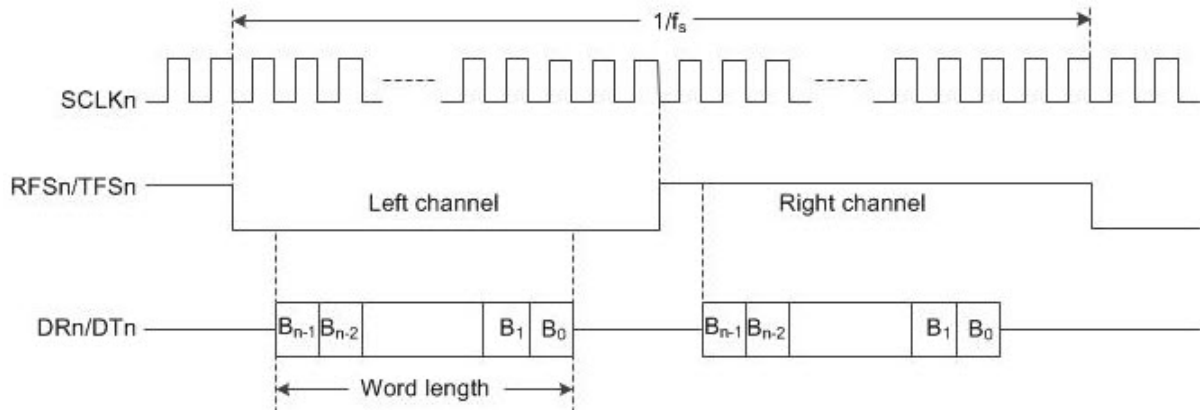 1/fs
SCLKn
RFSn/TFSn
Left channel
Right channel
DRn/DTn
Bn-1 Bn-2 B1 B0 Bn-1 Bn-2 B1 B0
Word length